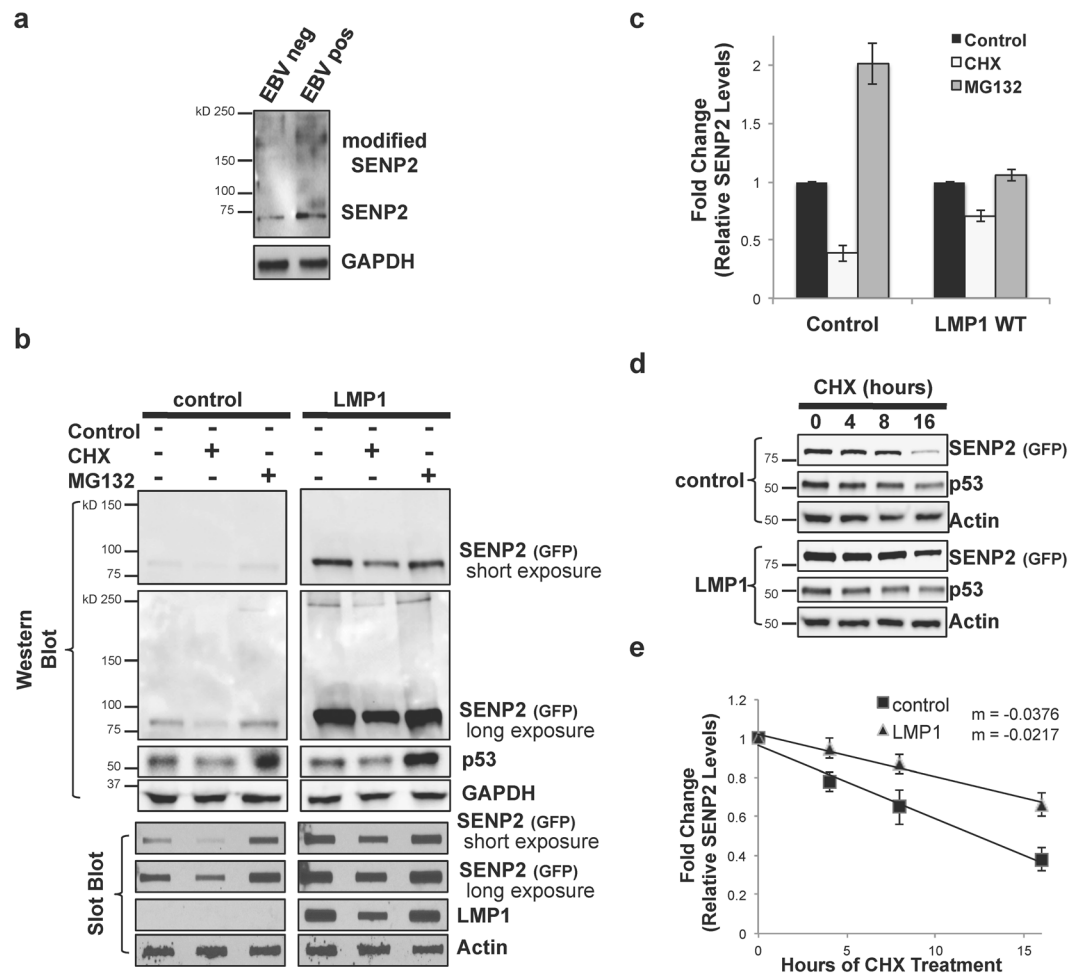 a
EBV neg
EBV pos
kD 250
150
100
75
modified
SENP2
SENP2
GAPDH
b
control
LMP1
Control - - - - - -
CHX - + - - + -
MG132 - - + - - +
Western
Blot
kD 150
100
75
SENP2 (GFP)
short exposure
kD 250
150
100
75
SENP2 (GFP)
long exposure
50
p53
37
GAPDH
Slot Blot
SENP2 (GFP)
short exposure
SENP2 (GFP)
long exposure
LMP1
Actin
c
Fold Change
(Relative SENP2 Levels)
2
1.5
1
0.5
0
Control
CHX
MG132
Control
LMP1 WT
d
CHX (hours)
0 4 8 16
control
75
SENP2 (GFP)
50
p53
50
Actin
LMP1
75
SENP2 (GFP)
50
p53
50
Actin
e
Fold Change
(Relative SENP2 Levels)
1.2
1
0.8
0.6
0.4
0.2
0
control
m = -0.0376
LMP1
m = -0.0217
0 5 10 15
Hours of CHX Treatment